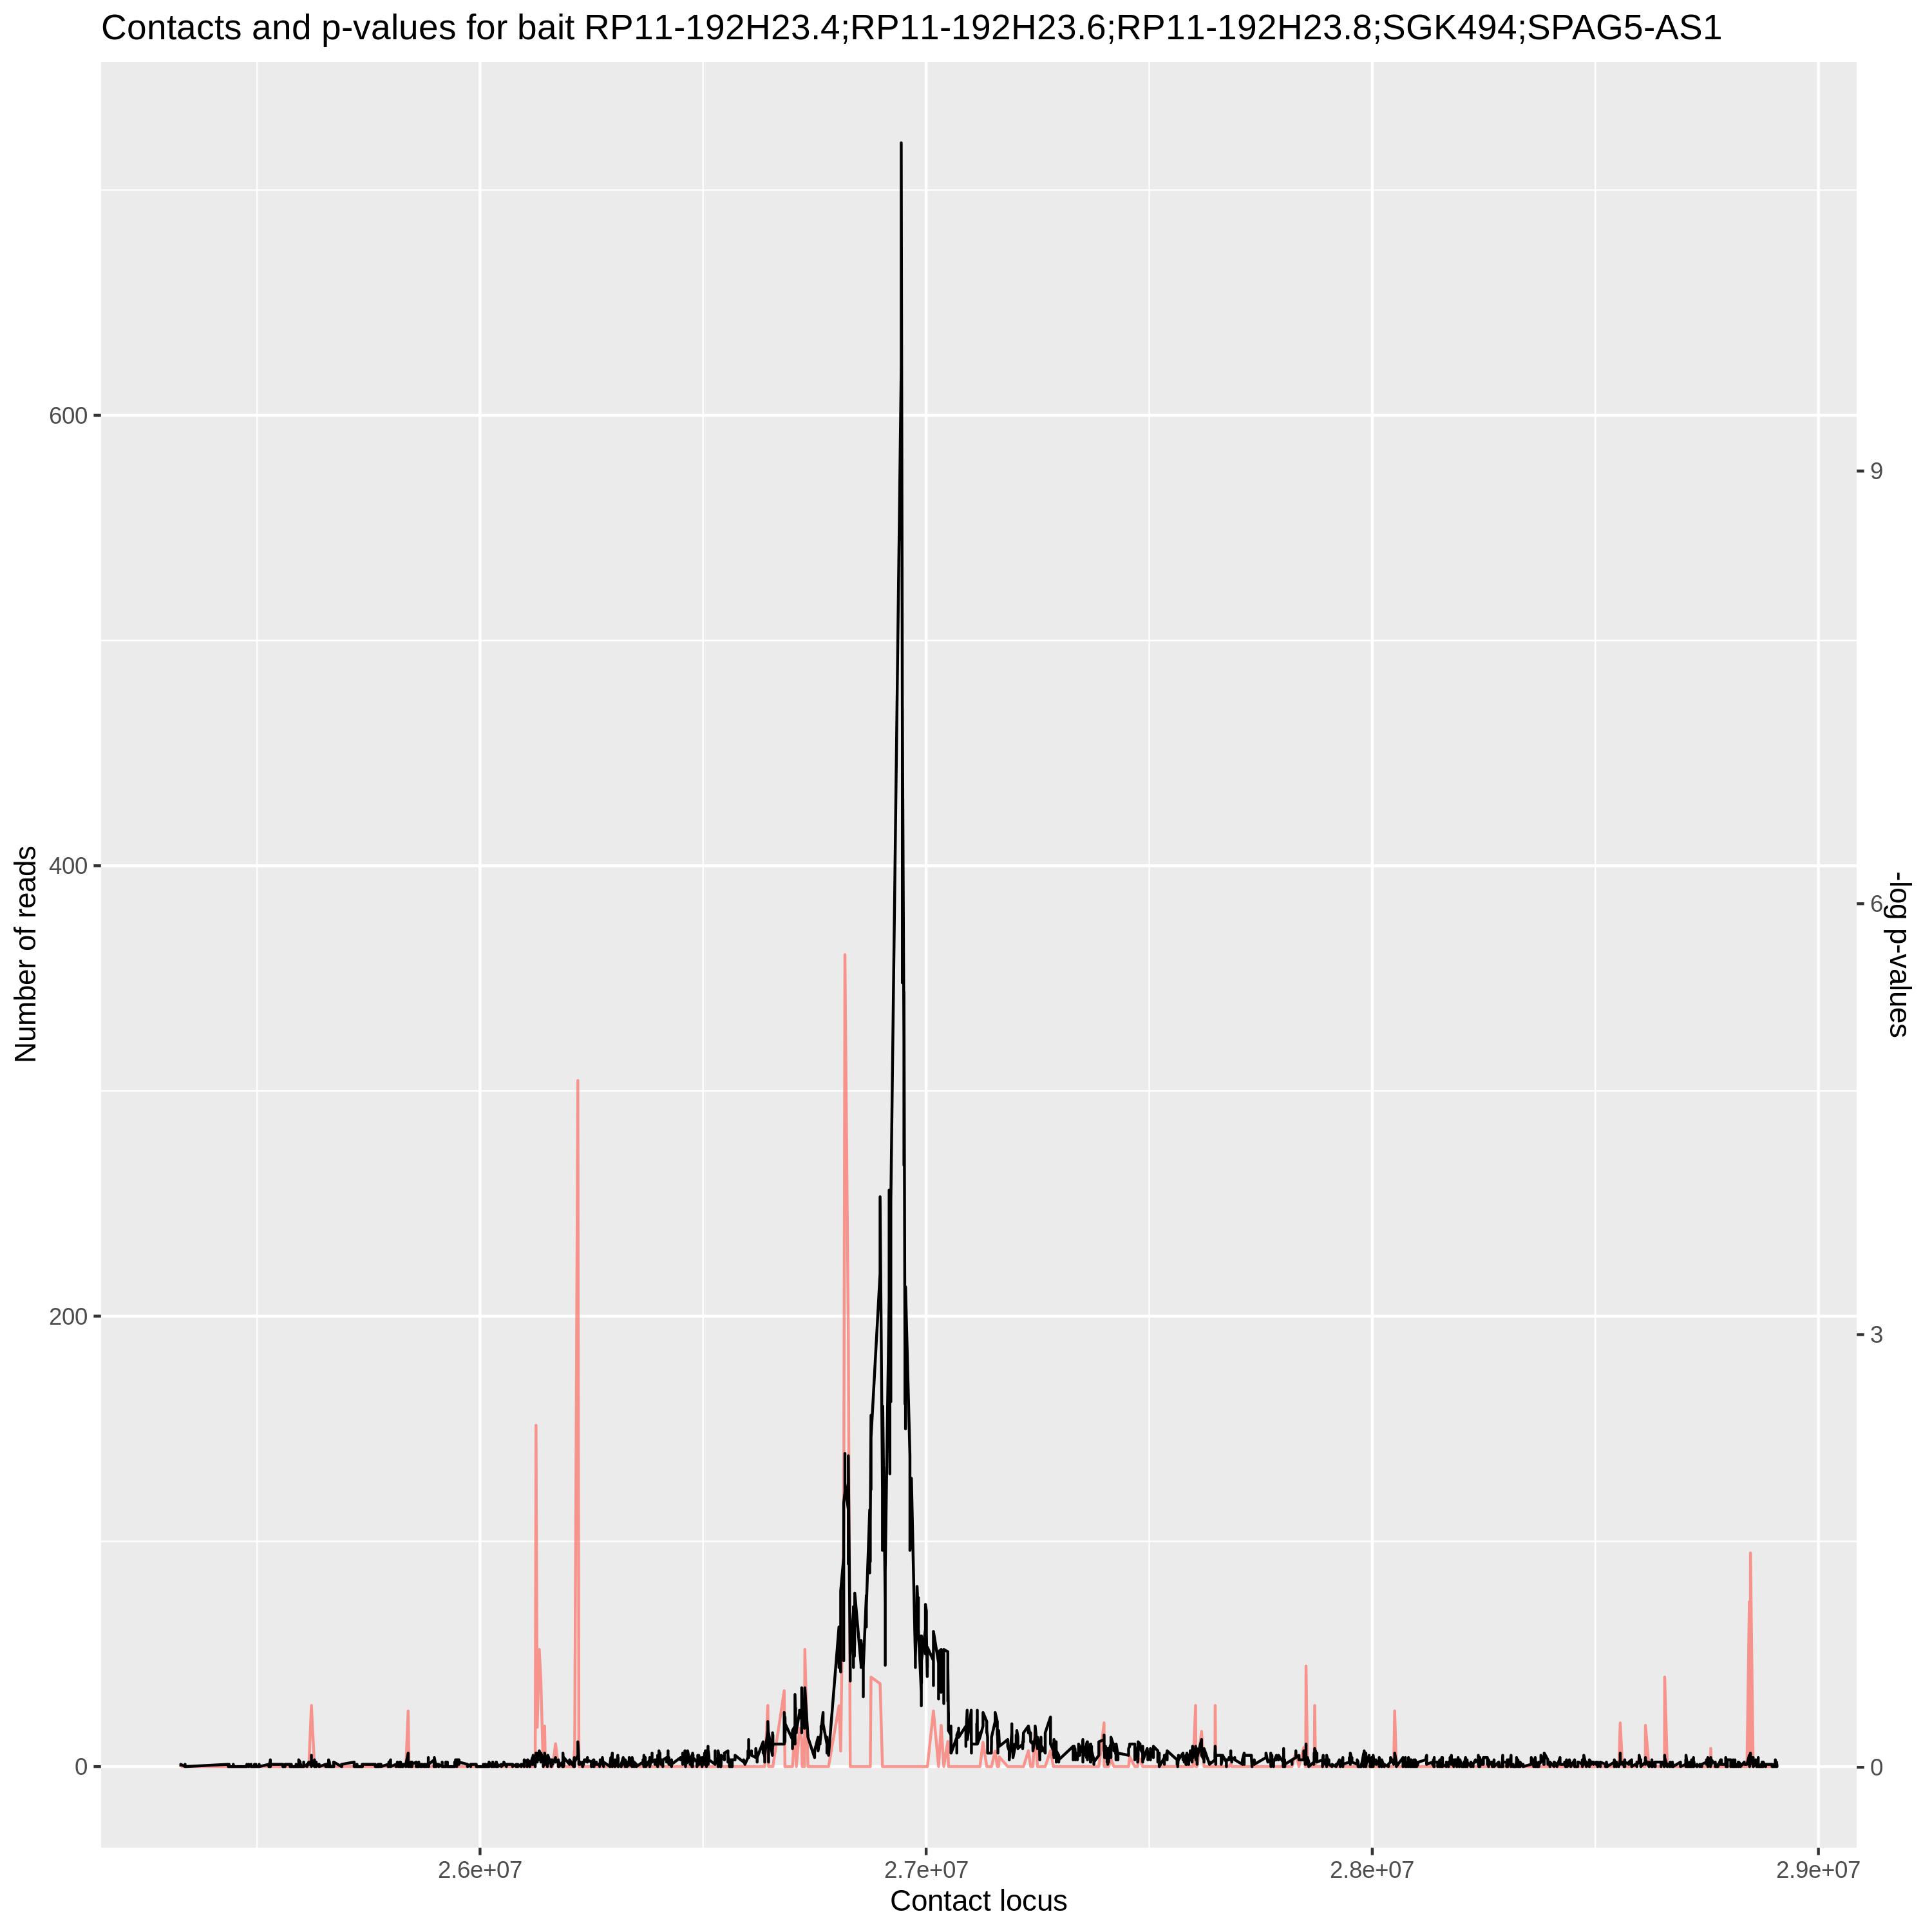 Contacts and p-values for bait RP11-192H23.4;RP11-192H23.6;RP11-192H23.8;SGK494;SPAG5-AS1
600
9
400
6
Number of reads
-log p-values
200
3
0
0
2.6e+07
2.7e+07
2.8e+07
2.9e+07
Contact locus